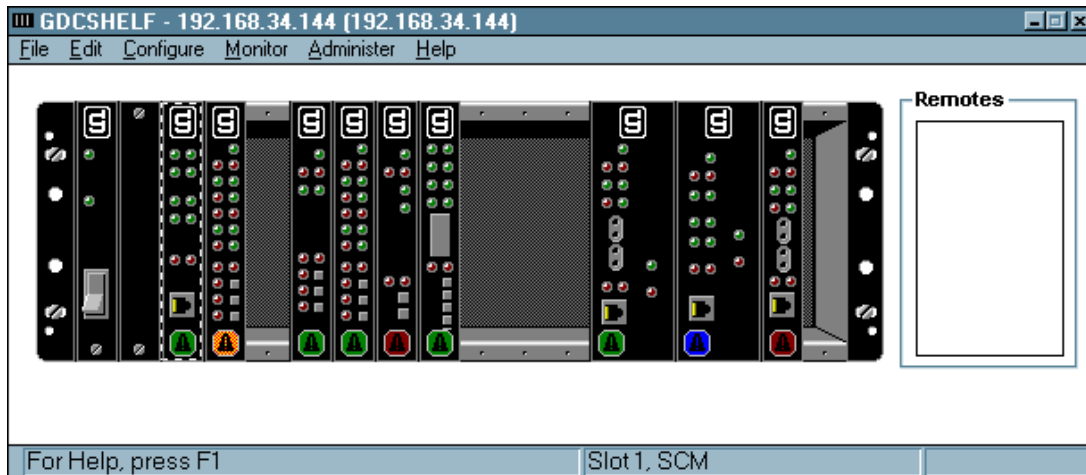 GDCSHELF - 192.168.34.144 (192.168.34.144)
File Edit Configure Monitor Administer Help
Remotes
For Help, press F1
Slot 1, SCM